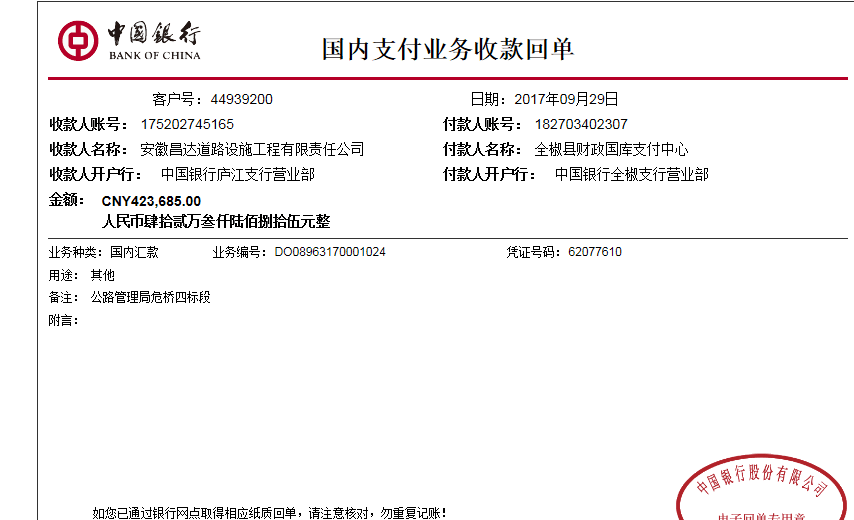 中国银行
BANK OF CHINA
国内支付业务收款回单
客户号：44939200 日期：2017年09月29日
收款人账号：175202745165 付款人账号：182703402307
收款人名称：安徽昌达道路设施工程有限责任公司 付款人名称：全椒县财政国库支付中心
收款人开户行：中国银行庐江支行营业部 付款人开户行：中国银行全椒支行营业部
金额：CNY423,685.00
人民币肆拾贰万叁仟陆佰捌拾伍元整
业务种类：国内汇款 业务编号：DO08963170001024 凭证号码：62077610
用途：其他
备注：公路管理局危桥四标段
附言：
中国银行股份有限公司
电子回单专用章
如您已通过银行网点取得相应纸质回单，请注意核对，勿重复记账！